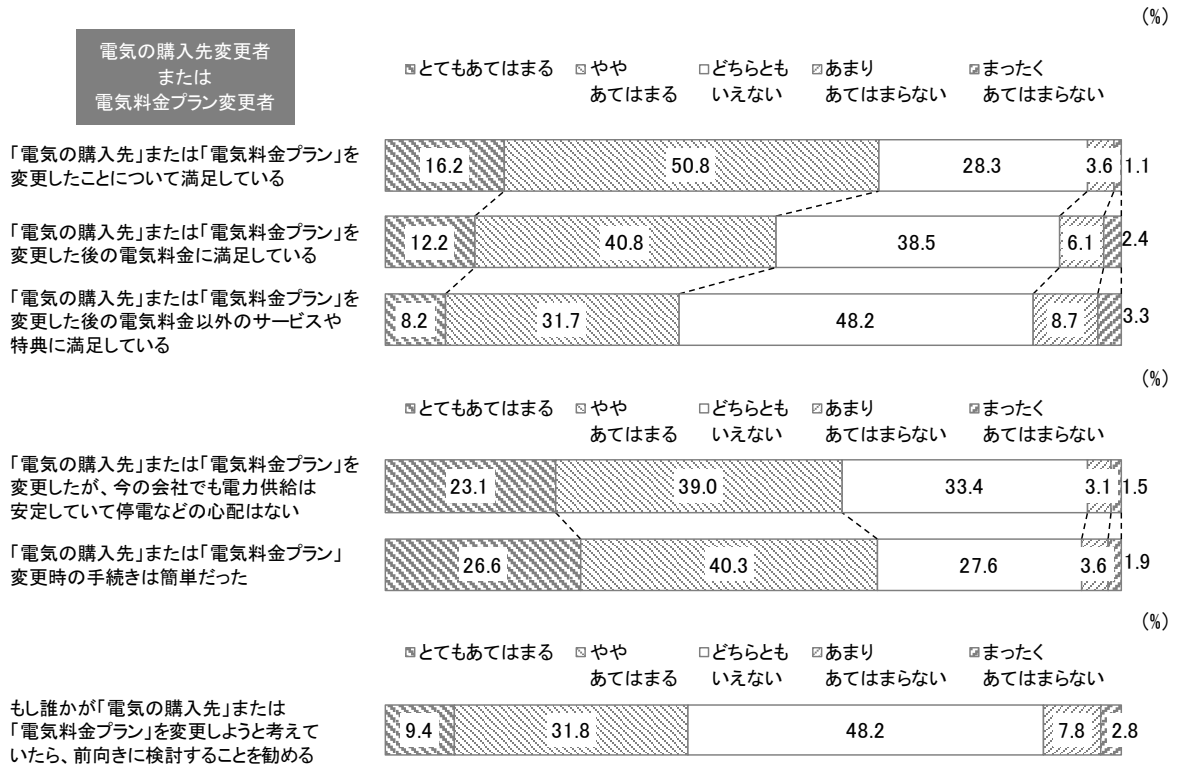 (%)
電気の購入先変更者
または
電気料金プラン変更者
とてもあてはまる
やや
あてはまる
どちらとも
いえない
あまり
あてはまらない
まったく
あてはまらない
「電気の購入先」または「電気料金プラン」を
変更したことについて満足している
16.2 50.8 28.3 3.6 1.1
「電気の購入先」または「電気料金プラン」を
変更した後の電気料金に満足している
12.2 40.8 38.5 6.1 2.4
「電気の購入先」または「電気料金プラン」を
変更した後の電気料金以外のサービスや
特典に満足している
8.2 31.7 48.2 8.7 3.3
(%)
とてもあてはまる
やや
あてはまる
どちらとも
いえない
あまり
あてはまらない
まったく
あてはまらない
「電気の購入先」または「電気料金プラン」を
変更したが、今の会社でも電力供給は
安定していて停電などの心配はない
23.1 39.0 33.4 3.1 1.5
「電気の購入先」または「電気料金プラン」
変更時の手続きは簡単だった
26.6 40.3 27.6 3.6 1.9
(%)
とてもあてはまる
やや
あてはまる
どちらとも
いえない
あまり
あてはまらない
まったく
あてはまらない
もし誰かが「電気の購入先」または
「電気料金プラン」を変更しようと考えて
いたら、前向きに検討することを勧める
9.4 31.8 48.2 7.8 2.8